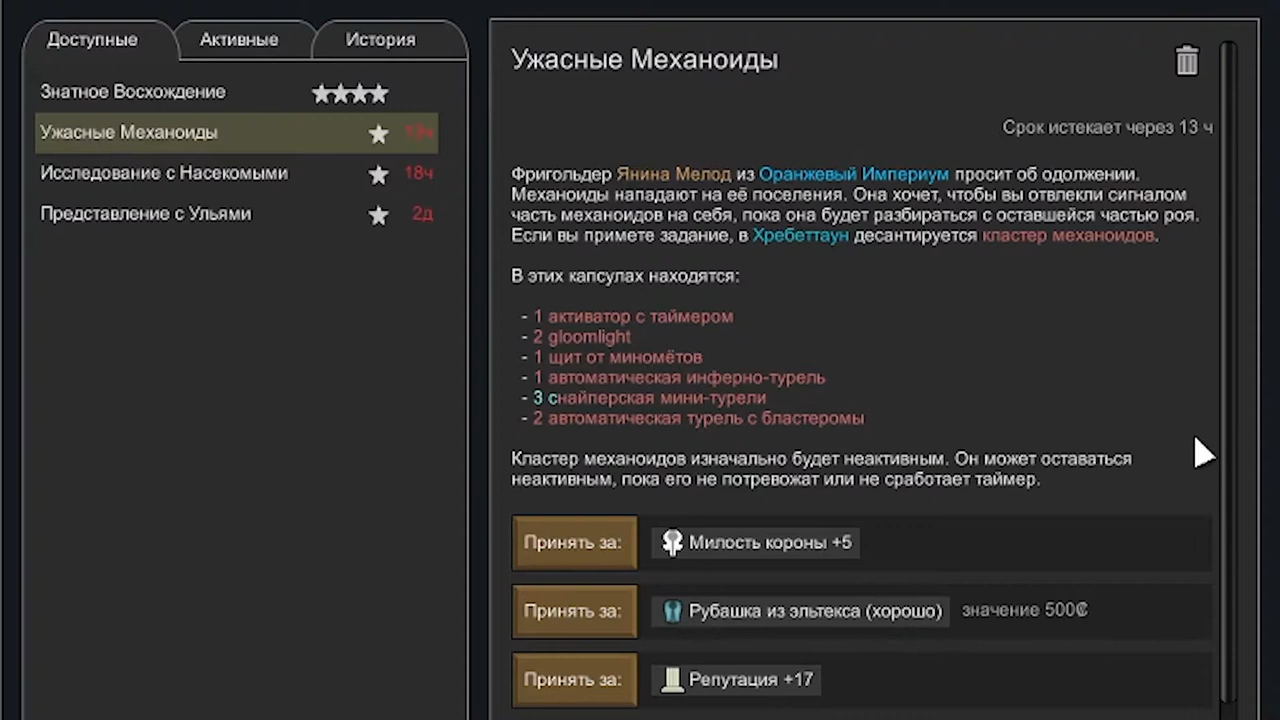 Доступные
Активные
История
Знатное Восхождение
Ужасные Механоиды
13ч
Исследование с Насекомыми
18ч
Представление с Ульями
2д
Ужасные Механоиды
Срок истекает через 13 ч
Фригольдер Янина Мелод из Оранжевый Империум просит об одолжении.
Механоиды нападают на её поселения. Она хочет, чтобы вы отвлекли сигналом
часть механоидов на себя, пока она будет разбираться с оставшейся частью роя.
Если вы примете задание, в Хребеттаун десантируется кластер механоидов.
В этих капсулах находятся:
- 1 активатор с таймером
- 2 gloomlight
- 1 щит от миномётов
- 1 автоматическая инферно-турель
- 3 снайперская мини-турели
- 2 автоматическая турель с бластеромы
Кластер механоидов изначально будет неактивным. Он может оставаться
неактивным, пока его не потревожат или не сработает таймер.
Принять за: Милость короны +5
Принять за: Рубашка из эльтекса (хорошо) значение 500₢
Принять за: Репутация +17